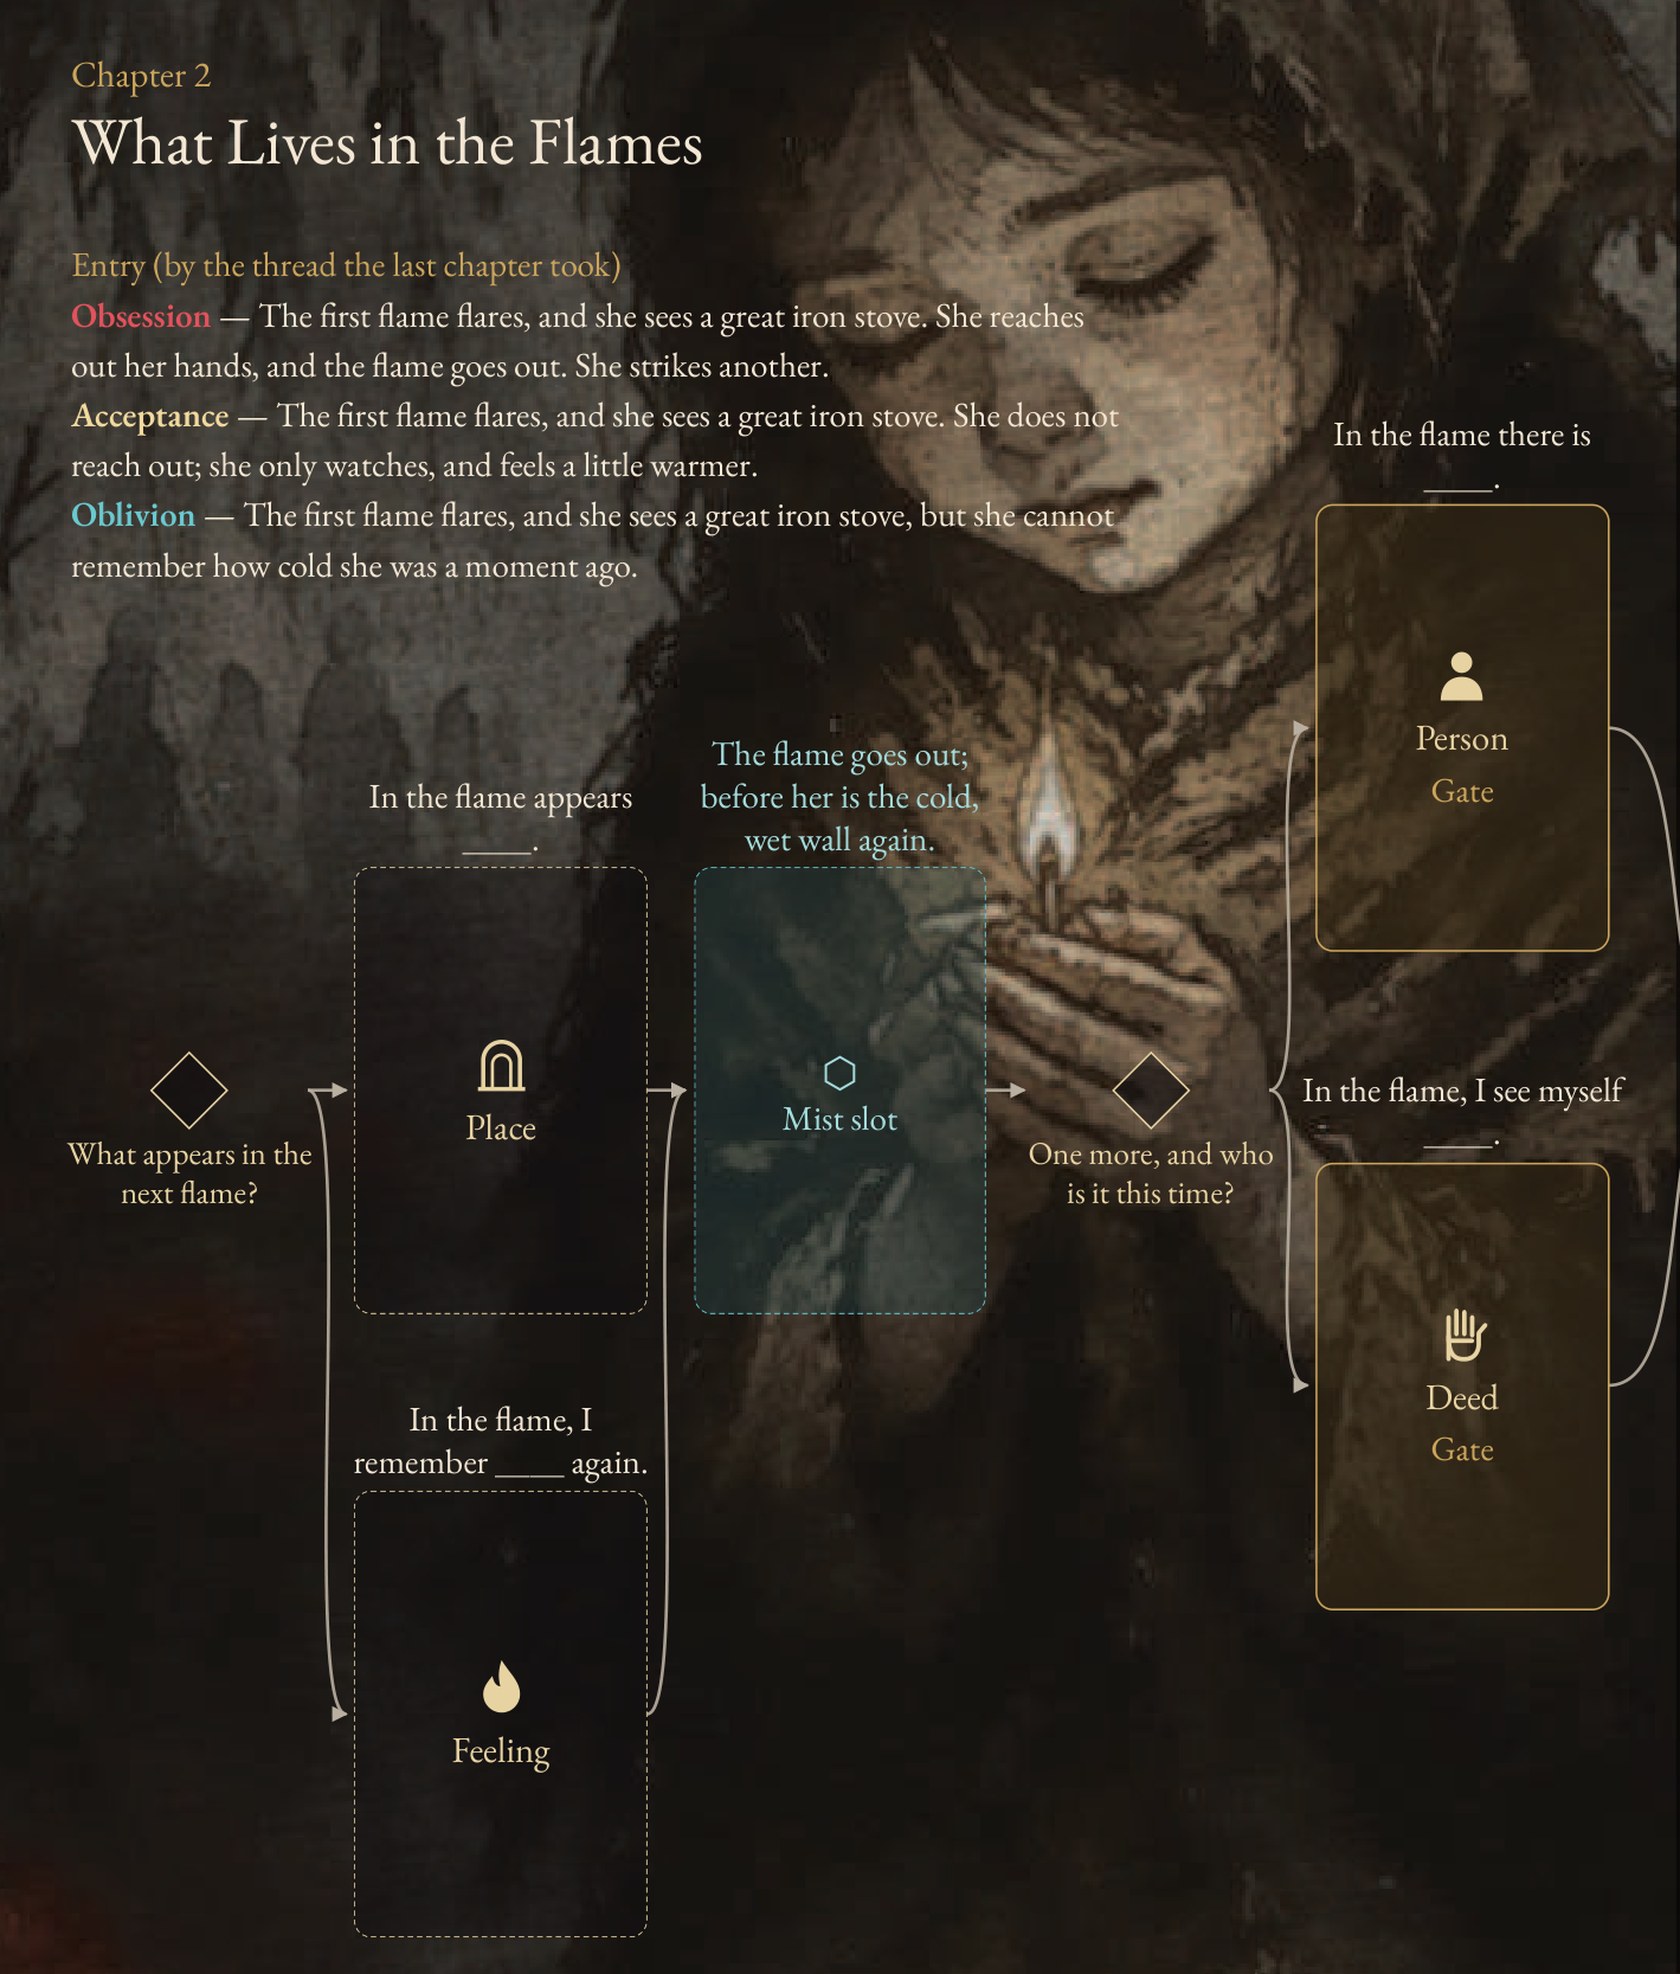 Chapter 2
What Lives in the Flames
Entry (by the thread the last chapter took)
Obsession — The first flame flares, and she sees a great iron stove. She reaches
out her hands, and the flame goes out. She strikes another.
Acceptance — The first flame flares, and she sees a great iron stove. She does not
reach out; she only watches, and feels a little warmer.
Oblivion — The first flame flares, and she sees a great iron stove, but she cannot
remember how cold she was a moment ago.
What appears in the
next flame?
In the flame appears
_____.
Place
In the flame, I
remember _____ again.
Feeling
The flame goes out;
before her is the cold,
wet wall again.
Mist slot
One more, and who
is it this time?
In the flame there is
_____.
Person
Gate
In the flame, I see myself
_____.
Deed
Gate